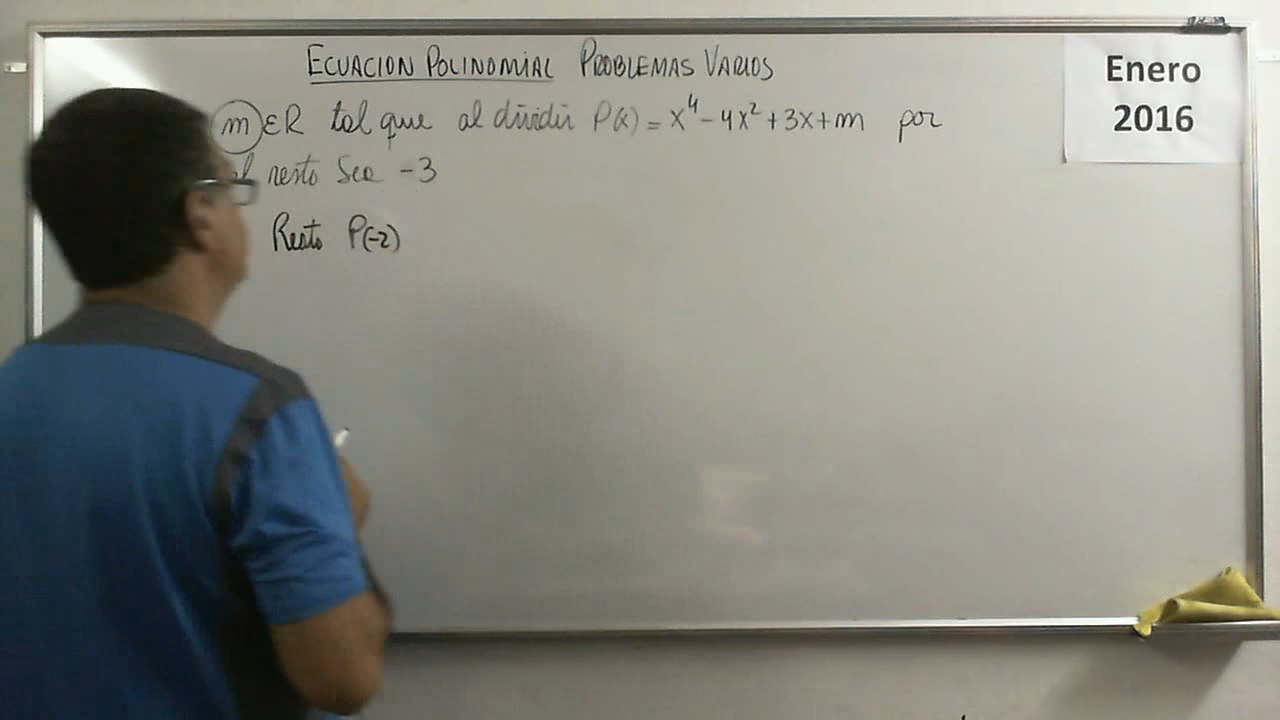 ECUACION POLINOMIAL PROBLEMAS VARIOS
m ∈ R tal que al dividir P(x) = x⁴ - 4x² + 3x + m por
el resto sea -3
Resto P(-2)
Enero
2016